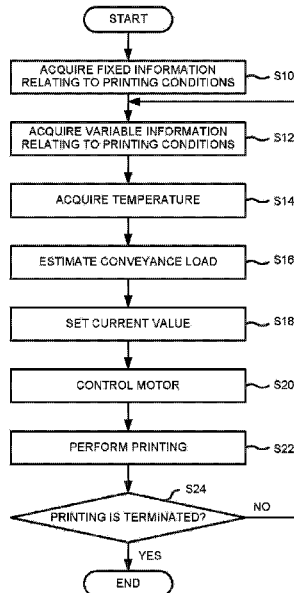 START
ACQUIRE FIXED INFORMATION
RELATING TO PRINTING CONDITIONS
S10
ACQUIRE VARIABLE INFORMATION
RELATING TO PRINTING CONDITIONS
S12
ACQUIRE TEMPERATURE
S14
ESTIMATE CONVEYANCE LOAD
S16
SET CURRENT VALUE
S18
CONTROL MOTOR
S20
PERFORM PRINTING
S22
S24
PRINTING IS TERMINATED?
NO
YES
END